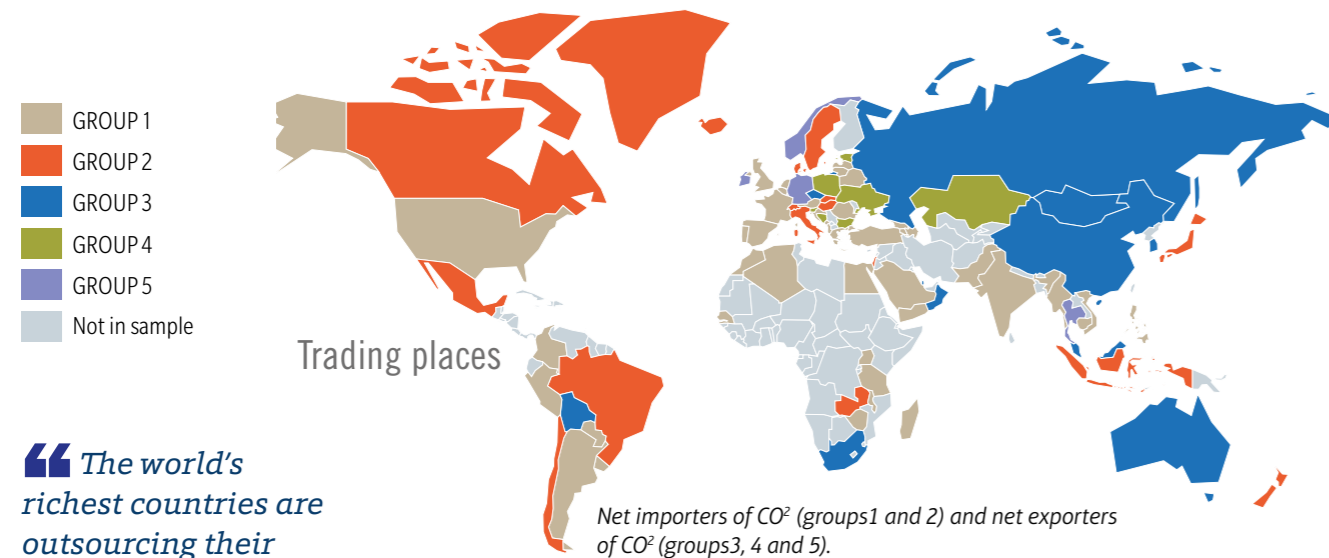 GROUP 1
GROUP 2
GROUP 3
GROUP 4
GROUP 5
Not in sample
Trading places
“ The world's
richest countries are
outsourcing their
Net importers of CO² (groups1 and 2) and net exporters
of CO² (groups3, 4 and 5).